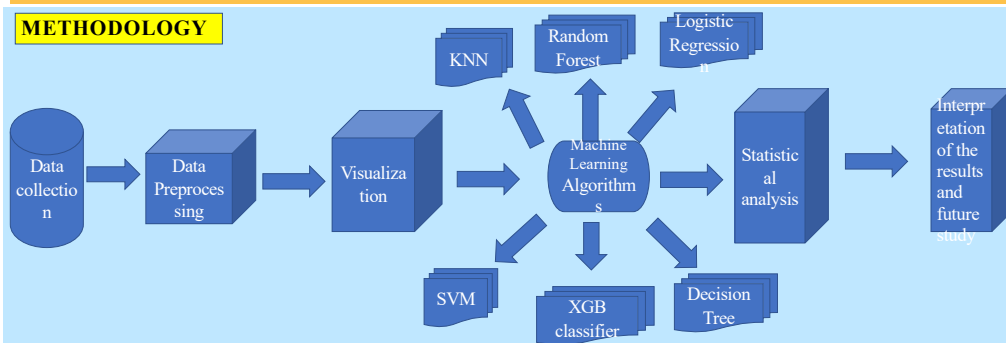 METHODOLOGY
KNN
Random
Forest
Logistic
Regressio
n
Data
collectio
n
Data
Preproces
sing
Visualiza
tion
Machine
Learning
Algorithm
s
Statistic
al
analysis
Interpr
etation
of the
results
and
future
study
SVM
XGB
classifier
Decision
Tree